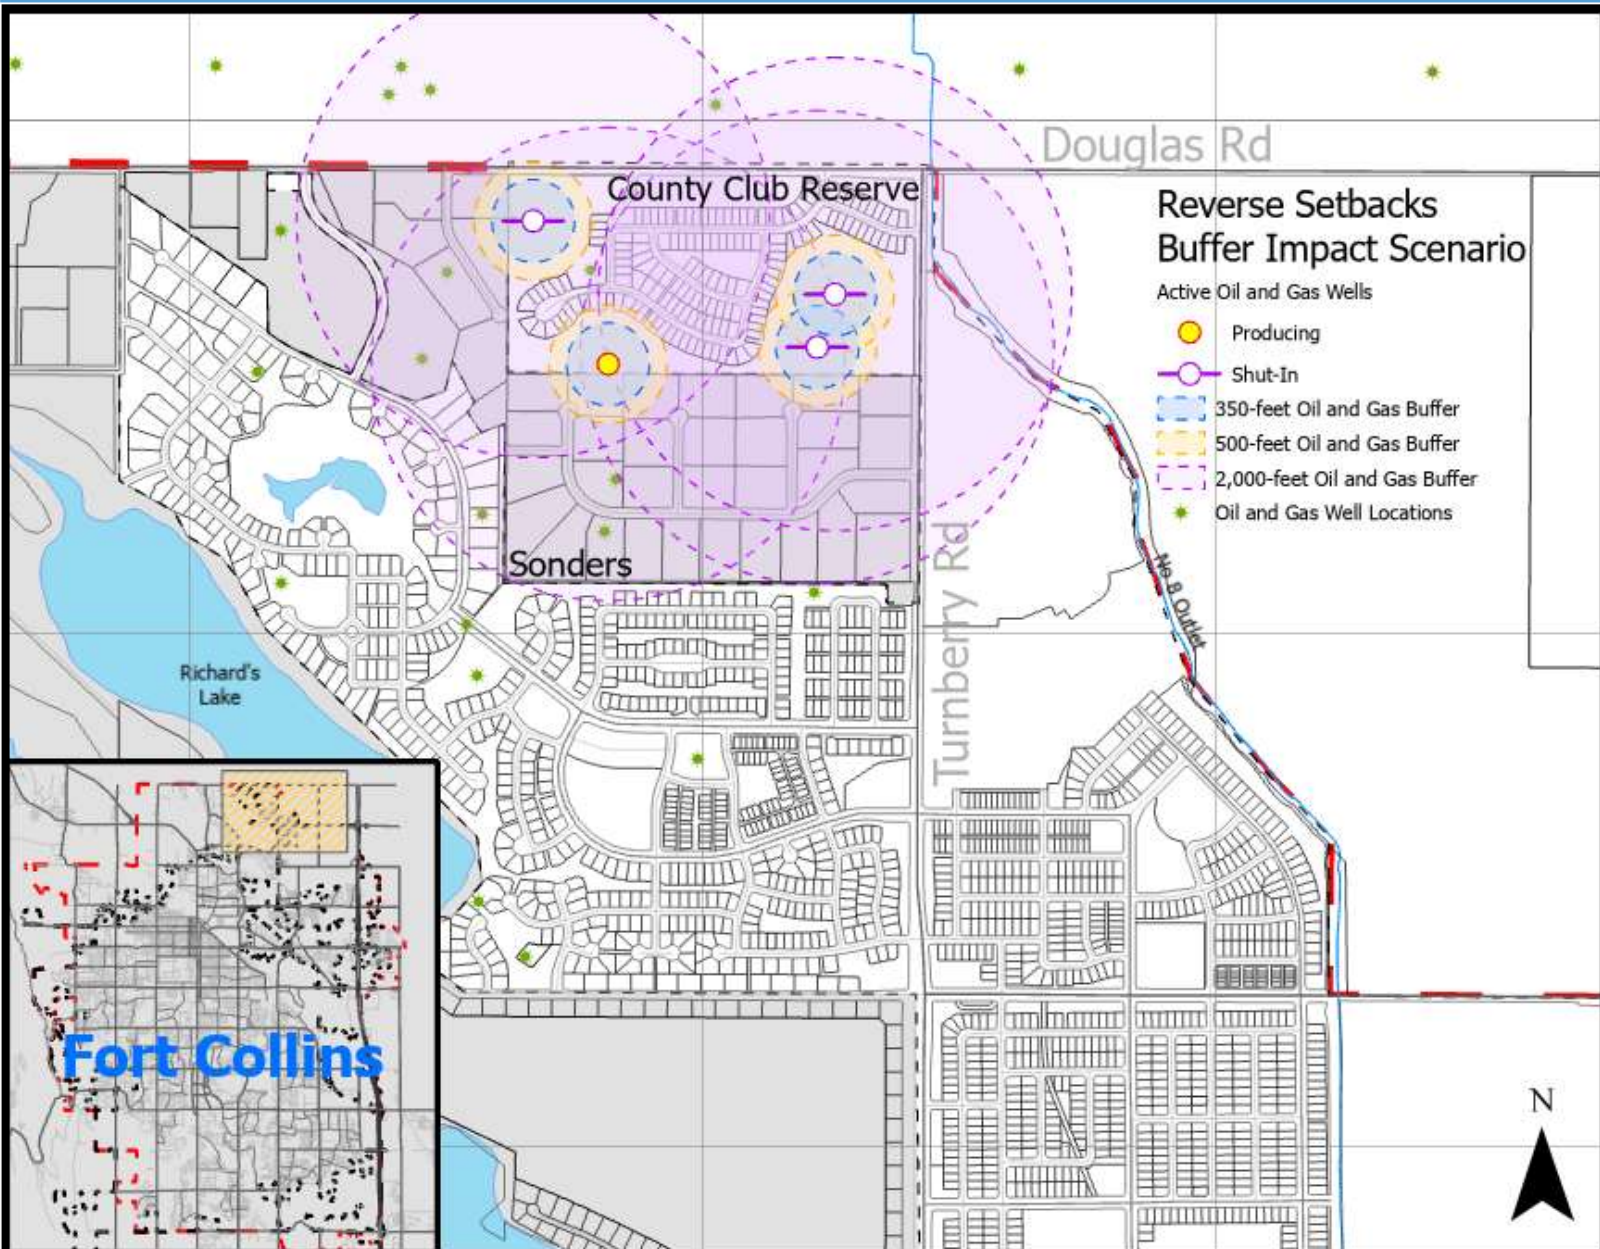 Douglas Rd
County Club Reserve
Reverse Setbacks
Buffer Impact Scenario
Active Oil and Gas Wells
Producing
Shut-In
350-feet Oil and Gas Buffer
500-feet Oil and Gas Buffer
2,000-feet Oil and Gas Buffer
Oil and Gas Well Locations
Sonders
Turnberry Rd
No 8 Outlet
Richard's
Lake
Fort Collins
N